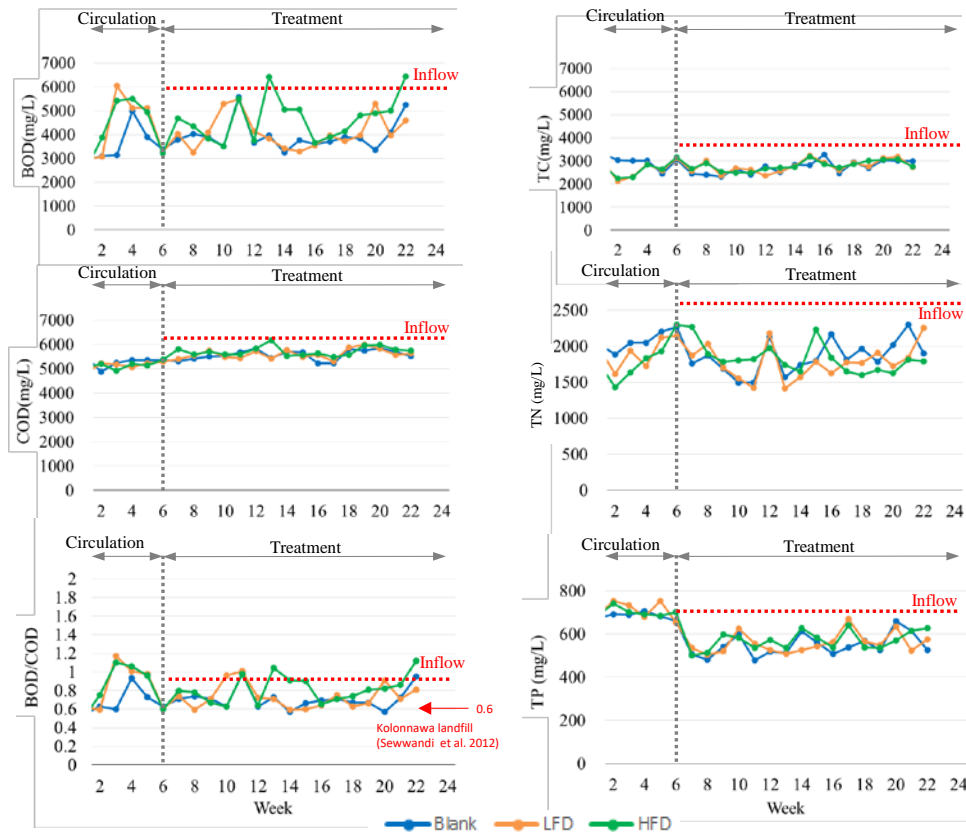 Circulation Treatment
BOD(mg/L)
7000
6000
5000
4000
3000
2000
1000
0
Inflow
2 4 6 8 10 12 14 16 18 20 22 24
Circulation Treatment
TC(mg/L)
7000
6000
5000
4000
3000
2000
1000
0
Inflow
2 4 6 8 10 12 14 16 18 20 22 24
Circulation Treatment
COD(mg/L)
7000
6000
5000
4000
3000
2000
1000
0
Inflow
2 4 6 8 10 12 14 16 18 20 22 24
Circulation Treatment
TN (mg/L)
2500
2000
1500
1000
500
0
Inflow
2 4 6 8 10 12 14 16 18 20 22 24
Circulation Treatment
BOD/COD
2
1.8
1.6
1.4
1.2
1
0.8
0.6
0.4
0.2
0
Inflow
0.6
Kolonnawa landfill
(Sewwandi et al. 2012)
2 4 6 8 10 12 14 16 18 20 22 24
Week
Circulation Treatment
TP (mg/L)
800
600
400
200
0
Inflow
2 4 6 8 10 12 14 16 18 20 22 24
Week
Blank LFD HFD